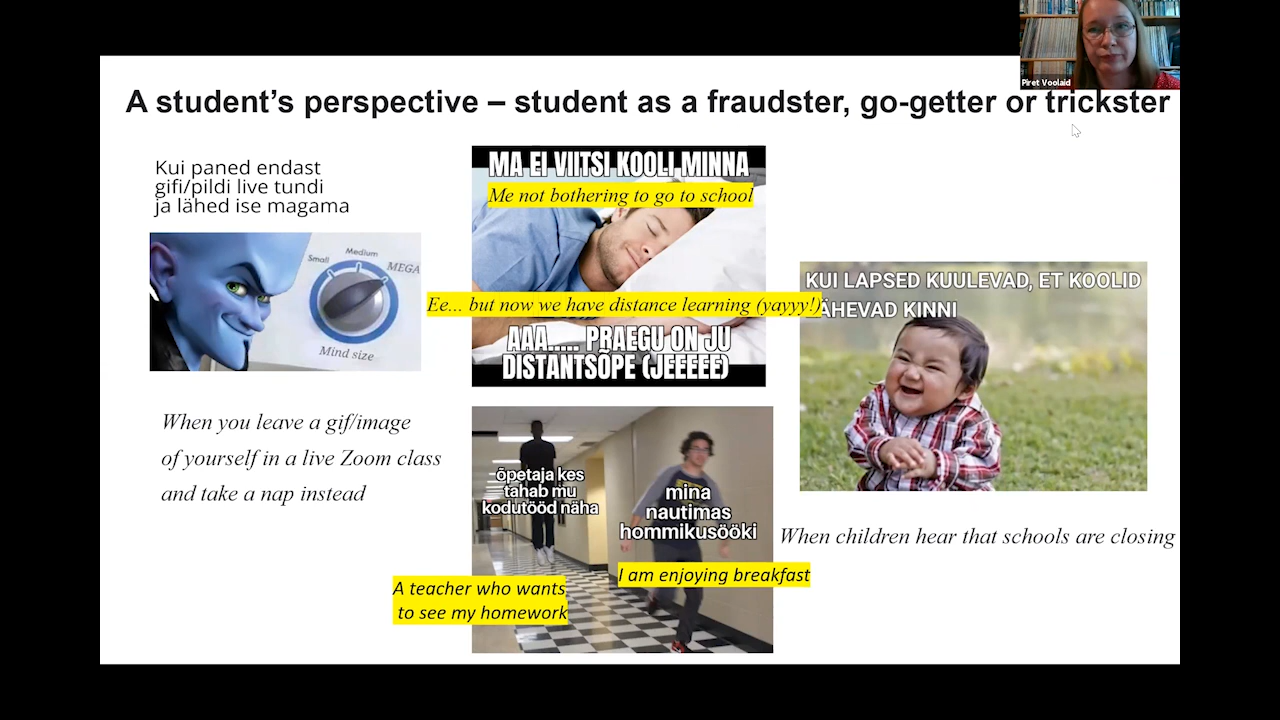 Piret Voolaid
A student's perspective – student as a fraudster, go-getter or trickster
Kui paned endast
gifi/pildi live tundi
ja lähed ise magama
Small
Medium
MEGA
Mind size
When you leave a gif/image
of yourself in a live Zoom class
and take a nap instead
MA EI VIITSI KOOLI MINNA
Me not bothering to go to school
Ee... but now we have distance learning (yayyy!)
AAA..... PRAEGU ON JU
DISTANTSÕPE (JEEEEE)
-õpetaja kes
tahab mu
kodutööd näha
mina
nautimas
hommikusööki
I am enjoying breakfast
A teacher who wants
to see my homework
KUI LAPSED KUULEVAD, ET KOOLID
ÄHEVAD KINNI
When children hear that schools are closing